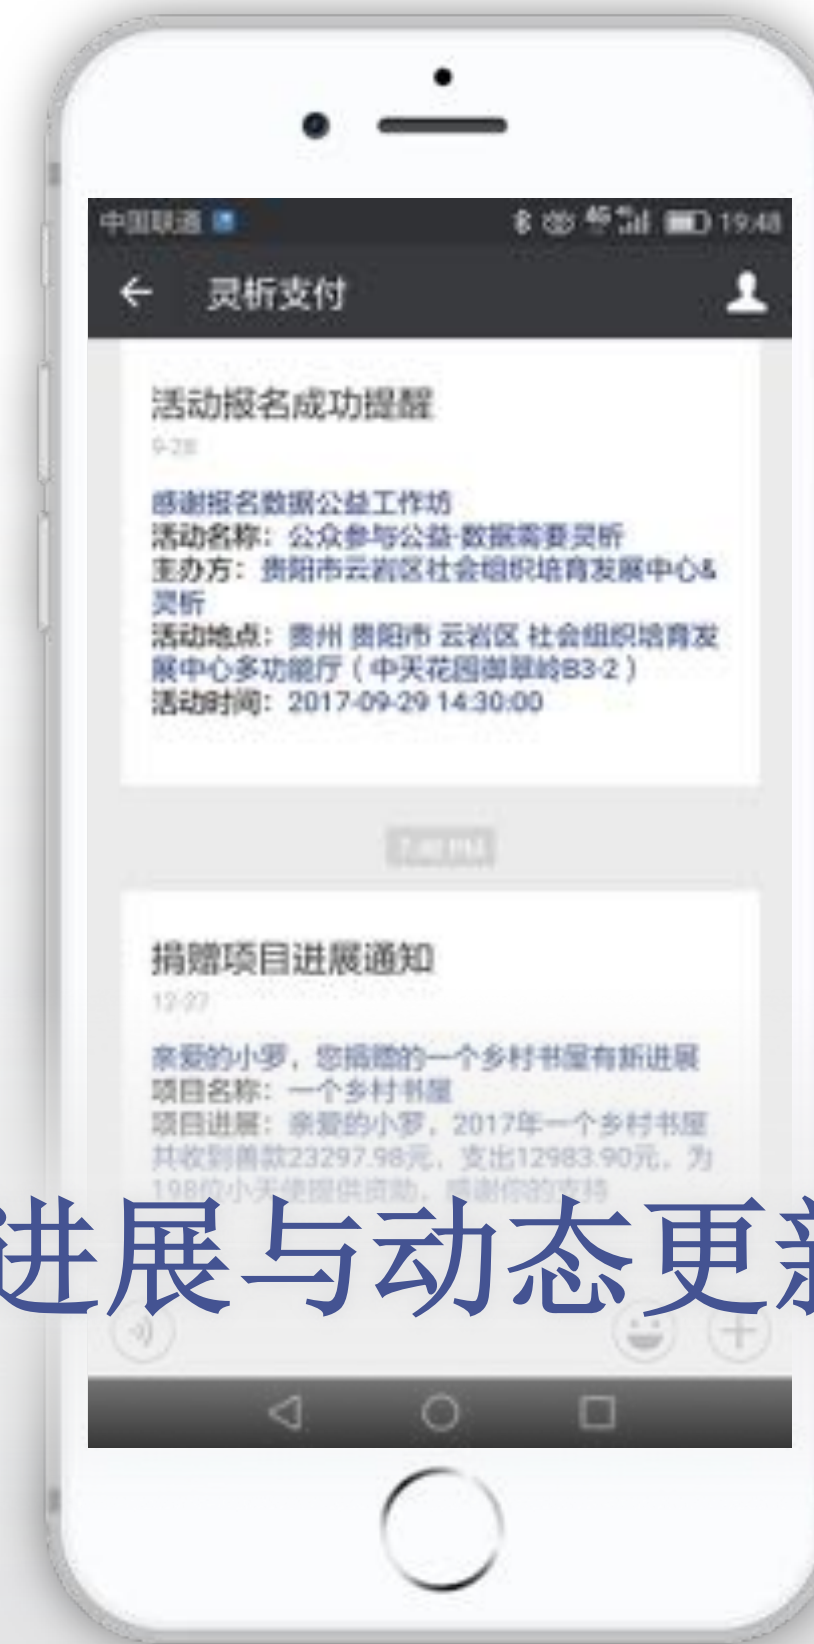 中国联通
19:48
灵析支付
活动报名成功提醒
9-28
感谢报名数据公益工作坊
活动名称：公众参与公益·数据需要灵析
主办方：贵阳市云岩区社会组织培育发展中心&
灵析
活动地点：贵州 贵阳市 云岩区 社会组织培育发
展中心多功能厅（中天花园御翠岭B3-2）
活动时间：2017-09-29 14:30:00
捐赠项目进展通知
12-27
亲爱的小罗，您捐赠的一个乡村书屋有新进展
项目名称：一个乡村书屋
项目进展：亲爱的小罗，2017年一个乡村书屋
共收到善款23297.98元，支出12983.90元，为
198位小天使提供资助，感谢你的支持
进展与动态更新